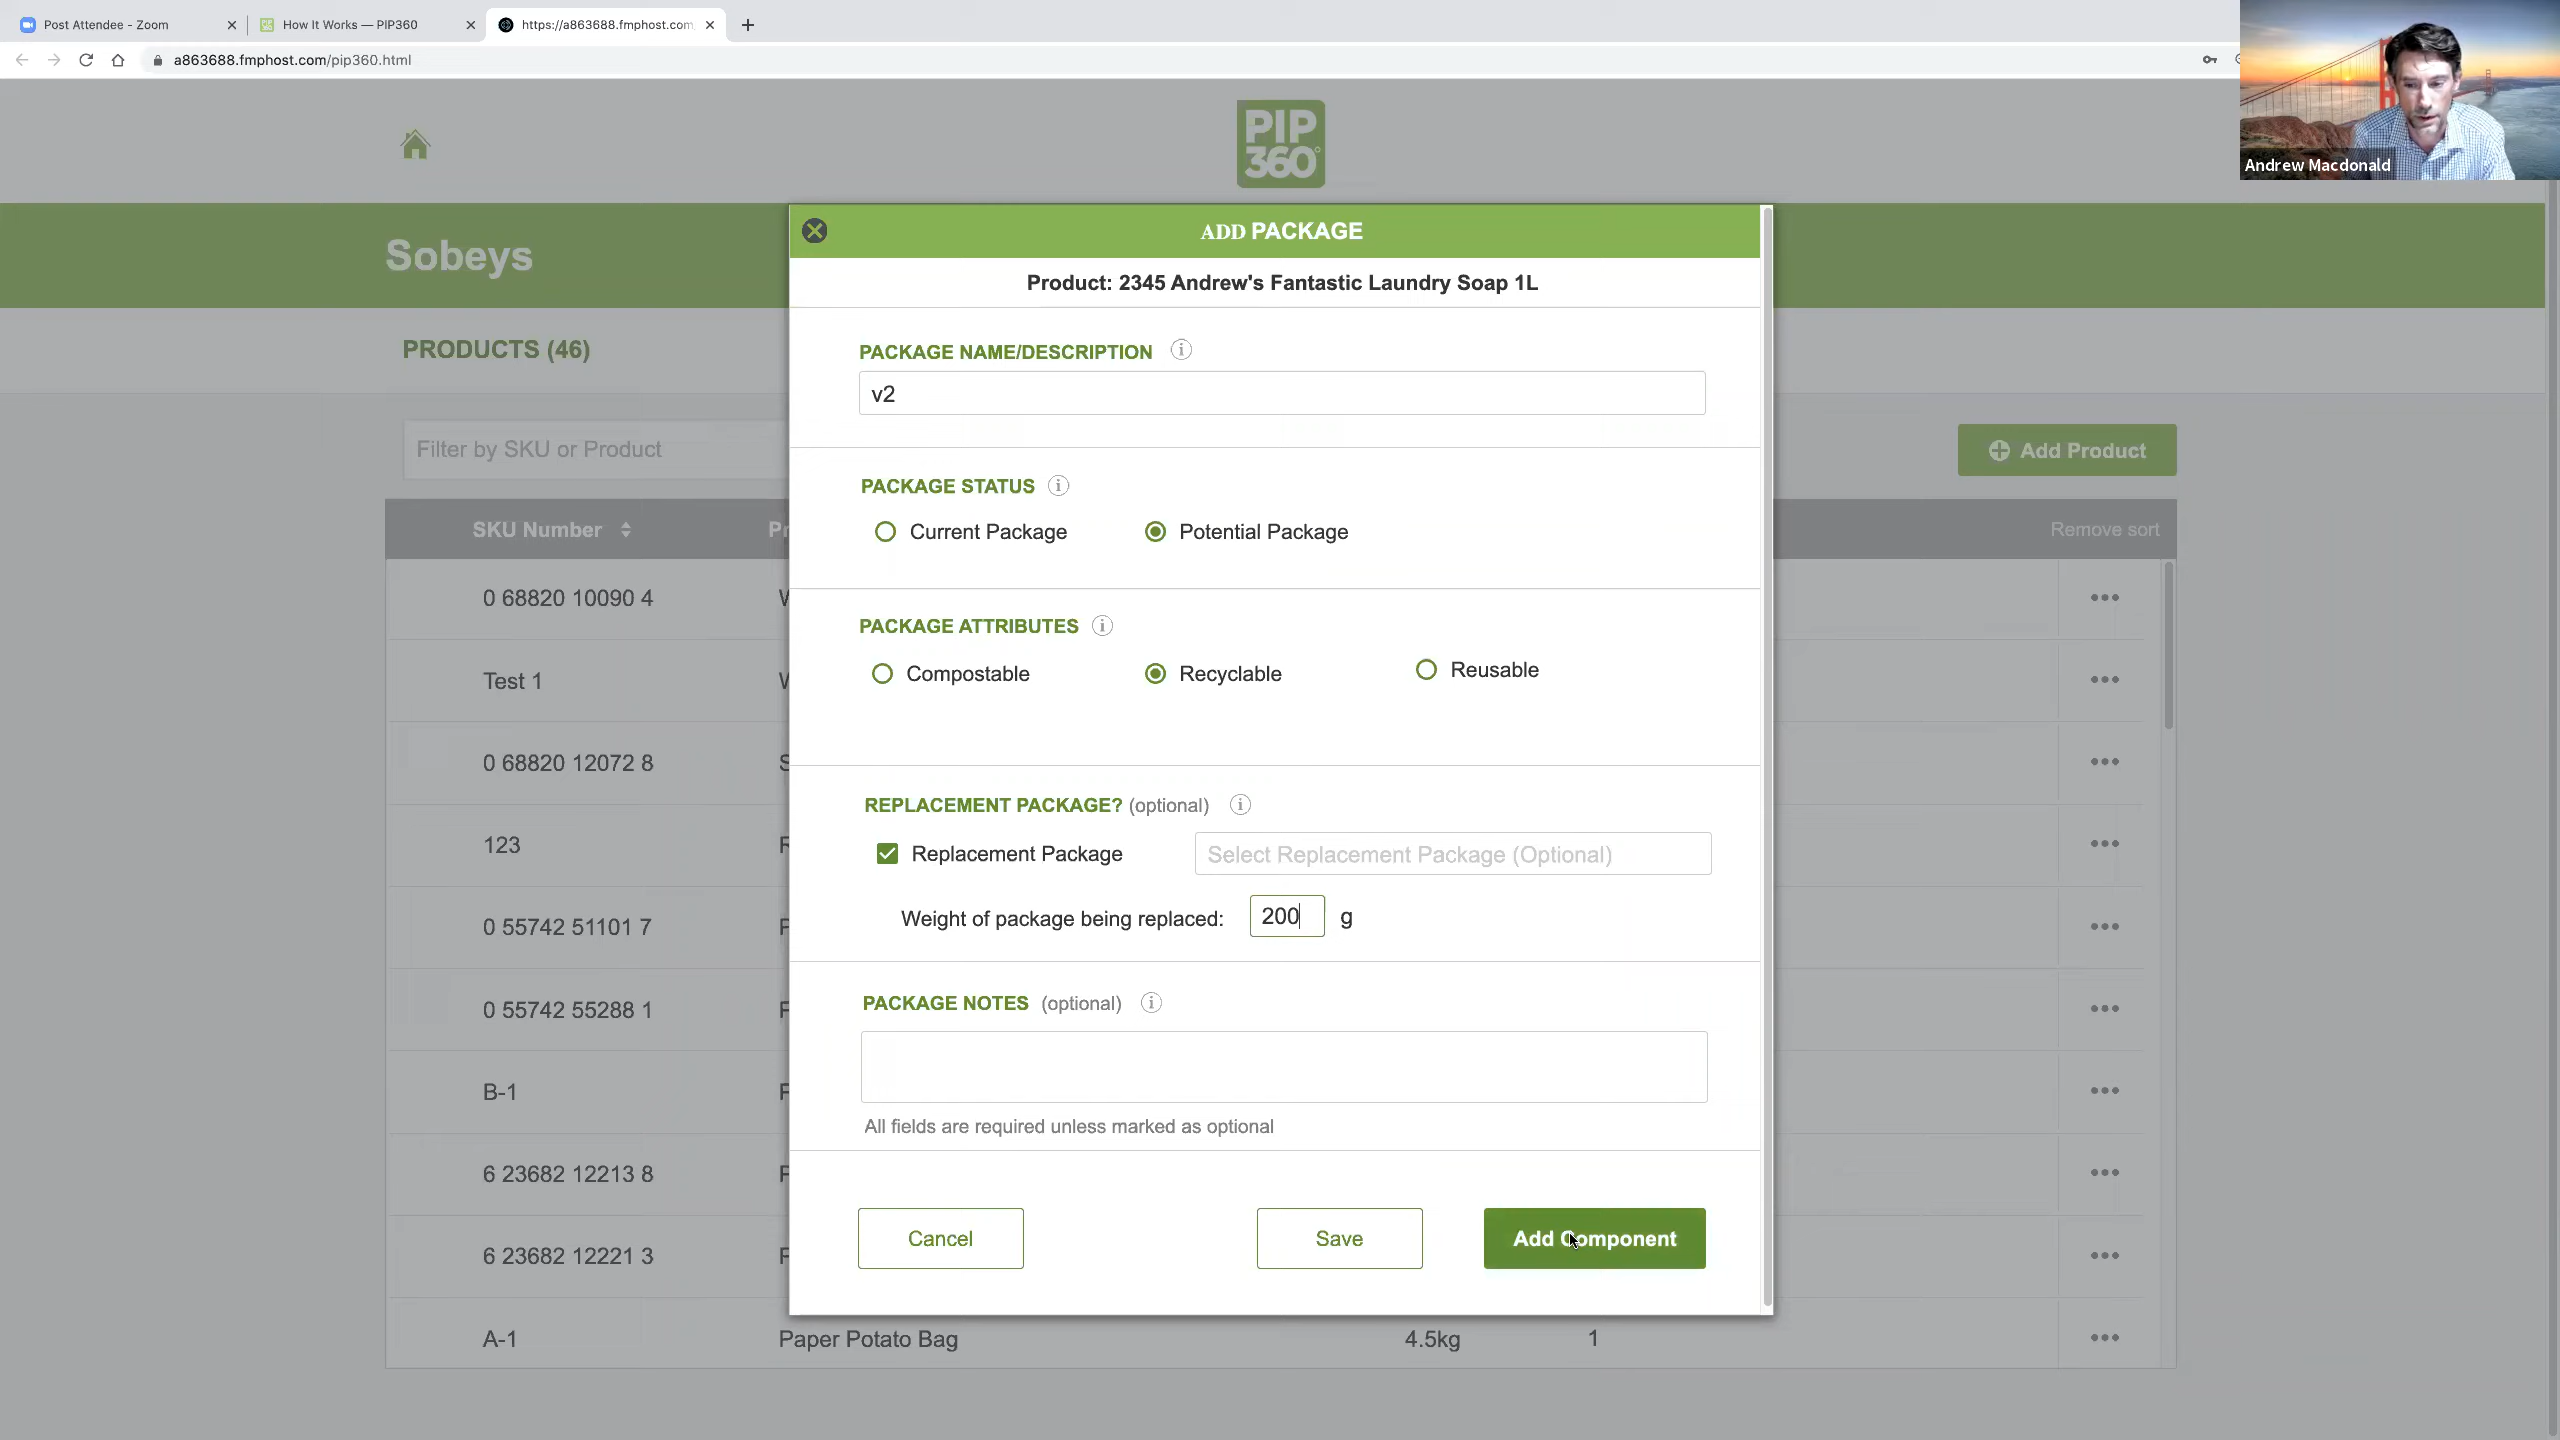 Post Attendee - Zoom
How It Works — PIP360
https://a863688.fmphost.com
a863688.fmphost.com/pip360.html
Andrew Macdonald
PIP
360°
Sobeys
PRODUCTS (46)
Filter by SKU or Product
Add Product
SKU Number
Remove sort
0 68820 10090 4
Test 1
0 68820 12072 8
123
0 55742 51101 7
0 55742 55288 1
B-1
6 23682 12213 8
6 23682 12221 3
A-1 Paper Potato Bag 4.5kg 1
ADD PACKAGE
Product: 2345 Andrew's Fantastic Laundry Soap 1L
PACKAGE NAME/DESCRIPTION
v2
PACKAGE STATUS
Current Package Potential Package
PACKAGE ATTRIBUTES
Compostable Recyclable Reusable
REPLACEMENT PACKAGE? (optional)
Replacement Package Select Replacement Package (Optional)
Weight of package being replaced: 200 g
PACKAGE NOTES (optional)
All fields are required unless marked as optional
Cancel Save Add Component